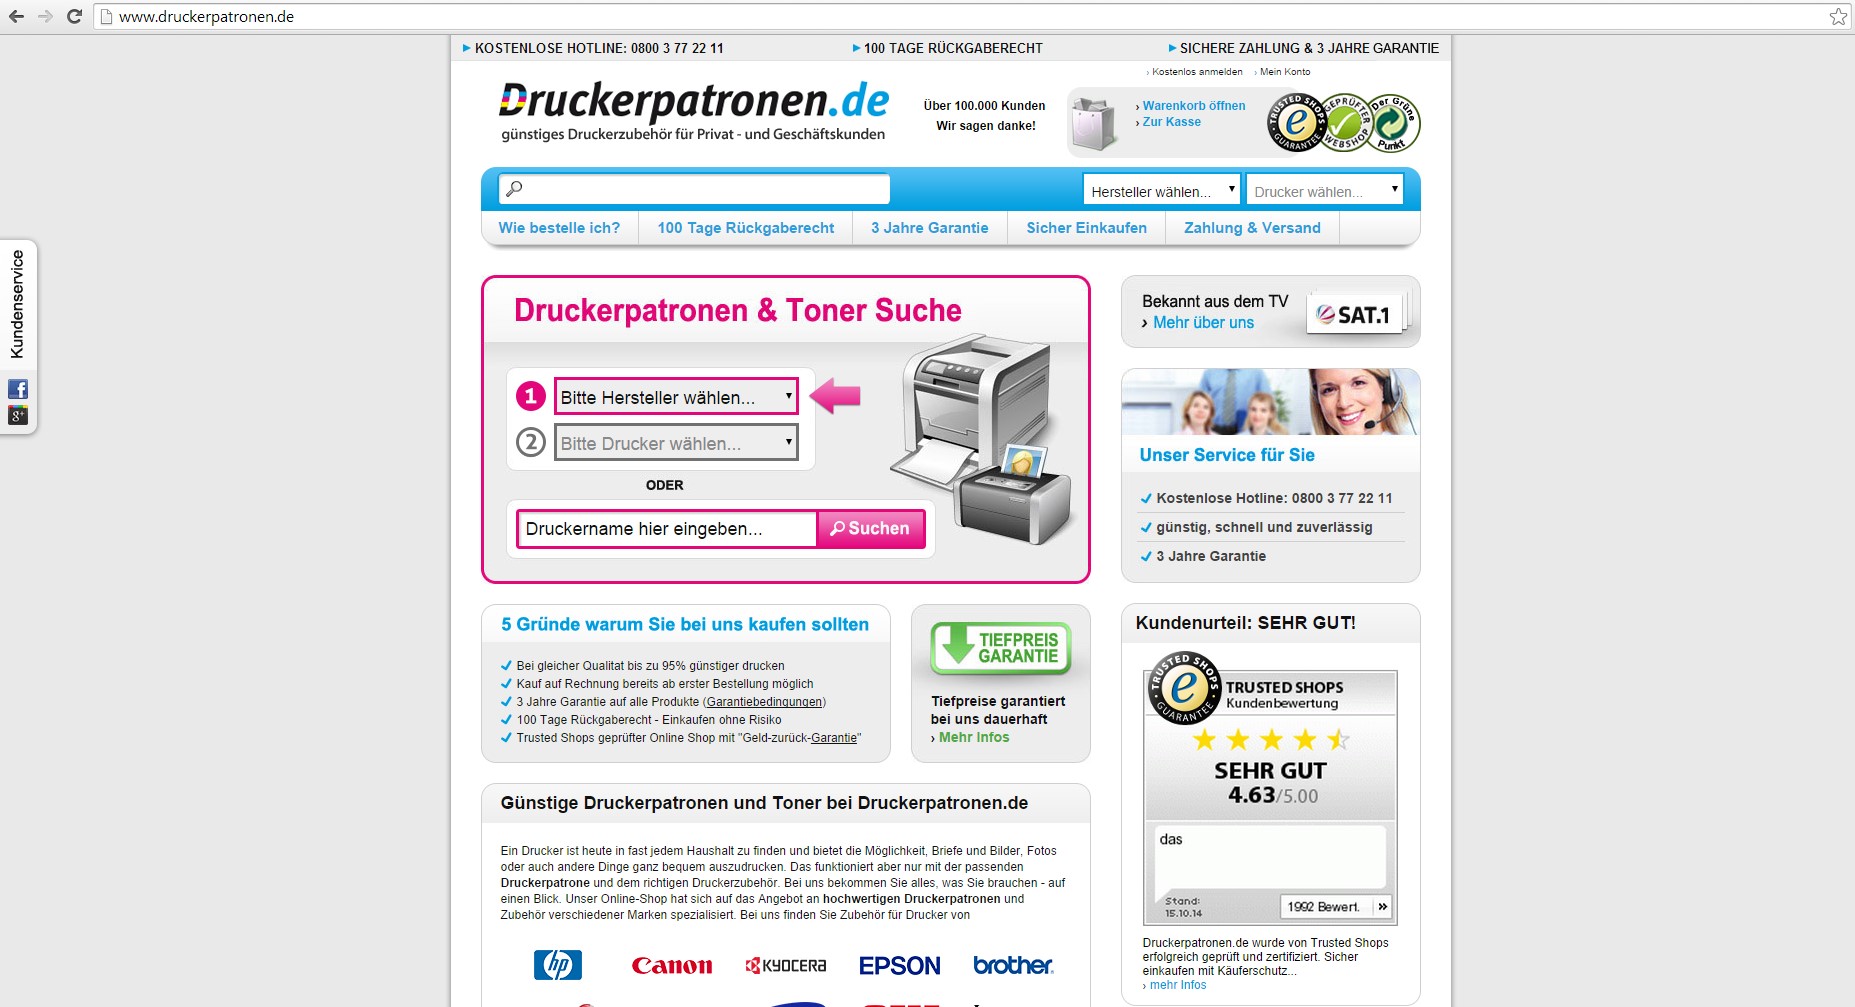 www.druckerpatronen.de
KOSTENLOSE HOTLINE: 0800 3 77 22 11
100 TAGE RÜCKGABERECHT
SICHERE ZAHLUNG & 3 JAHRE GARANTIE
› Kostenlos anmelden › Mein Konto
Druckerpatronen.de
günstiges Druckerzubehör für Privat - und Geschäftskunden
Über 100.000 Kunden
Wir sagen danke!
› Warenkorb öffnen
› Zur Kasse
TRUSTED SHOPS GUARANTEE
e
GEPRÜFTER WEBSHOP
Der Grüne Punkt
Hersteller wählen...
Drucker wählen...
Wie bestelle ich?
100 Tage Rückgaberecht
3 Jahre Garantie
Sicher Einkaufen
Zahlung & Versand
Kundenservice
f
g+
Druckerpatronen & Toner Suche
1 Bitte Hersteller wählen...
2 Bitte Drucker wählen...
ODER
Druckername hier eingeben...
Suchen
Bekannt aus dem TV
› Mehr über uns
SAT.1
Unser Service für Sie
Kostenlose Hotline: 0800 3 77 22 11
günstig, schnell und zuverlässig
3 Jahre Garantie
5 Gründe warum Sie bei uns kaufen sollten
Bei gleicher Qualitat bis zu 95% günstiger drucken
Kauf auf Rechnung bereits ab erster Bestellung möglich
3 Jahre Garantie auf alle Produkte (Garantiebedingungen)
100 Tage Rückgaberecht - Einkaufen ohne Risiko
Trusted Shops geprüfter Online Shop mit "Geld-zurück-Garantie"
TIEFPREIS
GARANTIE
Tiefpreise garantiert
bei uns dauerhaft
› Mehr Infos
Kundenurteil: SEHR GUT!
TRUSTED SHOPS GUARANTEE
e
TRUSTED SHOPS
Kundenbewertung
SEHR GUT
4.63/5.00
das
Stand:
15.10.14
1992 Bewert. »
Druckerpatronen.de wurde von Trusted Shops
erfolgreich geprüft und zertifiziert. Sicher
einkaufen mit Käuferschutz...
› mehr Infos
Günstige Druckerpatronen und Toner bei Druckerpatronen.de
Ein Drucker ist heute in fast jedem Haushalt zu finden und bietet die Möglichkeit, Briefe und Bilder, Fotos
oder auch andere Dinge ganz bequem auszudrucken. Das funktioniert aber nur mit der passenden
Druckerpatrone und dem richtigen Druckerzubehör. Bei uns bekommen Sie alles, was Sie brauchen - auf
einen Blick. Unser Online-Shop hat sich auf das Angebot an hochwertigen Druckerpatronen und
Zubehör verschiedener Marken spezialisiert. Bei uns finden Sie Zubehör für Drucker von
hp Canon KYOCERA EPSON brother